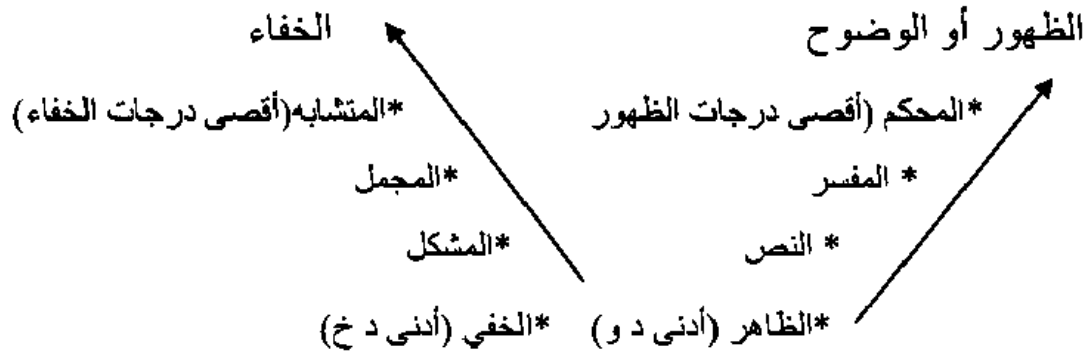 الظهور أو الوضوح الخفاء
*المحكم (أقصى درجات الظهور *المتشابه(أقصى درجات الخفاء)
* المفسر *المجمل
* النص *المشكل
*الظاهر (أدنى د و) *الخفي (أدنى د خ)